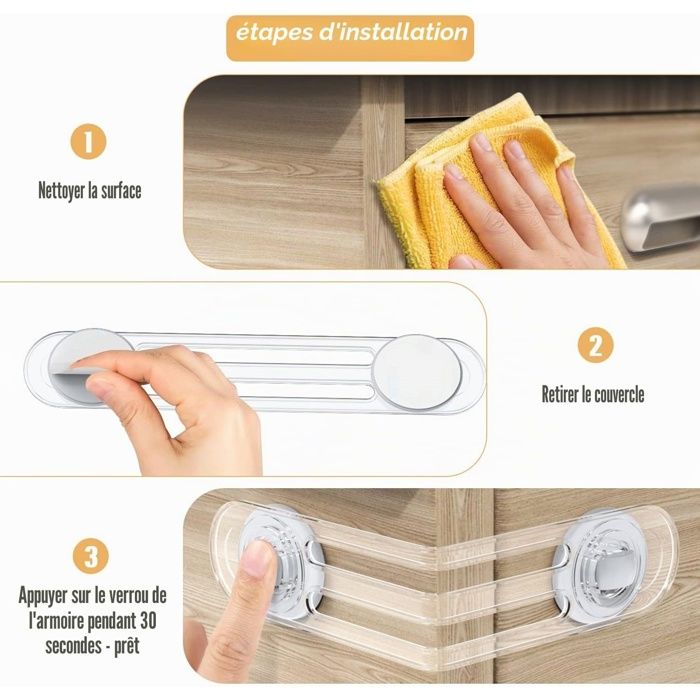 étapes d'installation
1
Nettoyer la surface
2
Retirer le couvercle
3
Appuyer sur le verrou de
l'armoire pendant 30
secondes - prêt